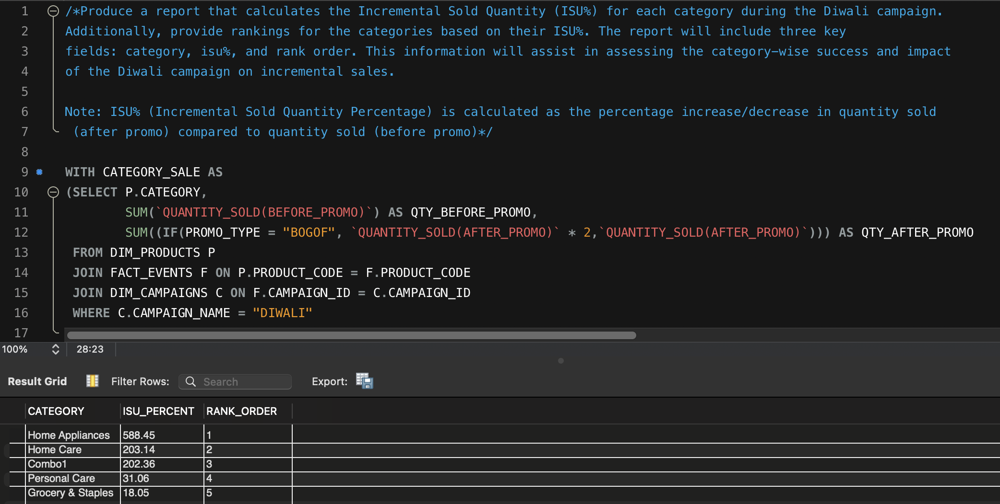 1 /*Produce a report that calculates the Incremental Sold Quantity (ISU%) for each category during the Diwali campaign.
2 Additionally, provide rankings for the categories based on their ISU%. The report will include three key
3 fields: category, isu%, and rank order. This information will assist in assessing the category-wise success and impact
4 of the Diwali campaign on incremental sales.
5
6 Note: ISU% (Incremental Sold Quantity Percentage) is calculated as the percentage increase/decrease in quantity sold
7 (after promo) compared to quantity sold (before promo)*/
8
9 WITH CATEGORY_SALE AS
10 (SELECT P.CATEGORY,
11 SUM(`QUANTITY_SOLD(BEFORE_PROMO)`) AS QTY_BEFORE_PROMO,
12 SUM((IF(PROMO_TYPE = "BOGOF", `QUANTITY_SOLD(AFTER_PROMO)` * 2,`QUANTITY_SOLD(AFTER_PROMO)`))) AS QTY_AFTER_PROMO
13 FROM DIM_PRODUCTS P
14 JOIN FACT_EVENTS F ON P.PRODUCT_CODE = F.PRODUCT_CODE
15 JOIN DIM_CAMPAIGNS C ON F.CAMPAIGN_ID = C.CAMPAIGN_ID
16 WHERE C.CAMPAIGN_NAME = "DIWALI"
17
100% 28:23
Result Grid Filter Rows: Search Export:
CATEGORY ISU_PERCENT RANK_ORDER
Home Appliances 588.45 1
Home Care 203.14 2
Combo1 202.36 3
Personal Care 31.06 4
Grocery & Staples 18.05 5